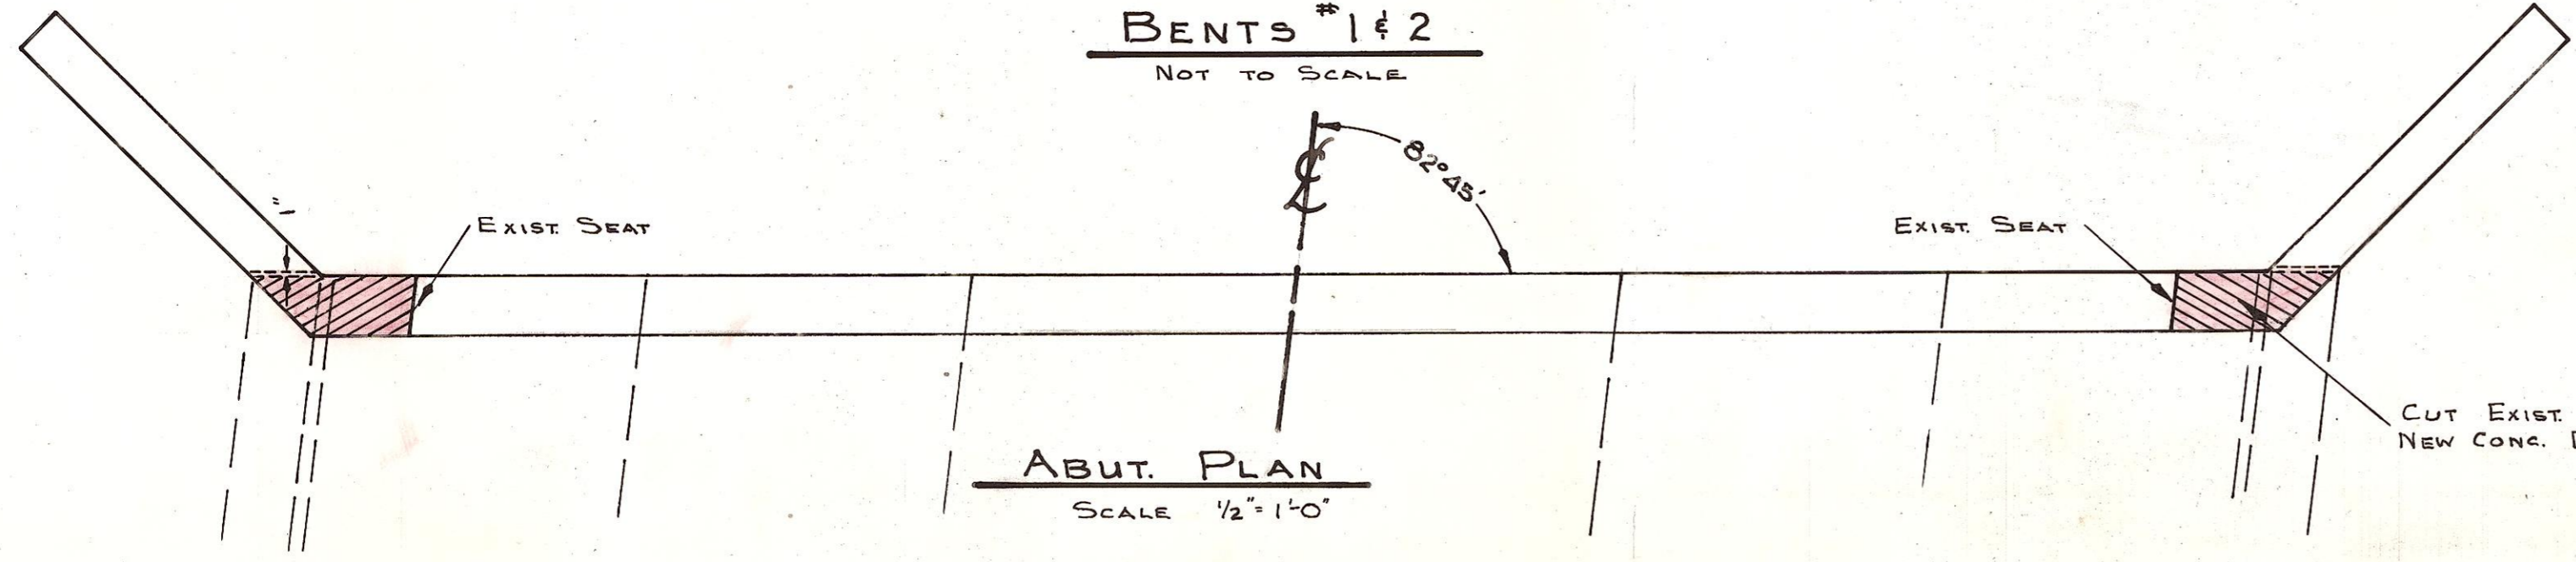 BENTS #1 & 2
NOT TO SCALE
℄
82°45'
1"
EXIST. SEAT
EXIST. SEAT
CUT EXIST.
NEW CONC.
ABUT. PLAN
SCALE 1/2" = 1'-0"